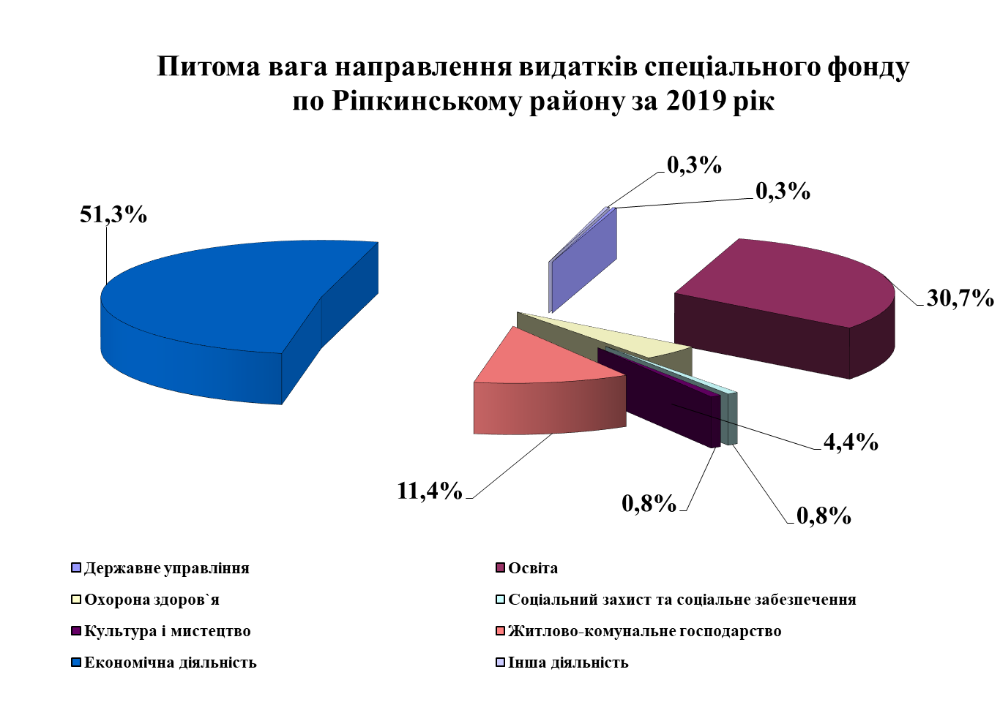 Питома вага направлення видатків спеціального фонду
по Ріпкинському району за 2019 рік
0,3%
0,3%
51,3%
30,7%
4,4%
11,4%
0,8%
0,8%
Державне управління
Освіта
Охорона здоров`я
Соціальний захист та соціальне забезпечення
Культура і мистецтво
Житлово-комунальне господарство
Економічна діяльність
Інша діяльність